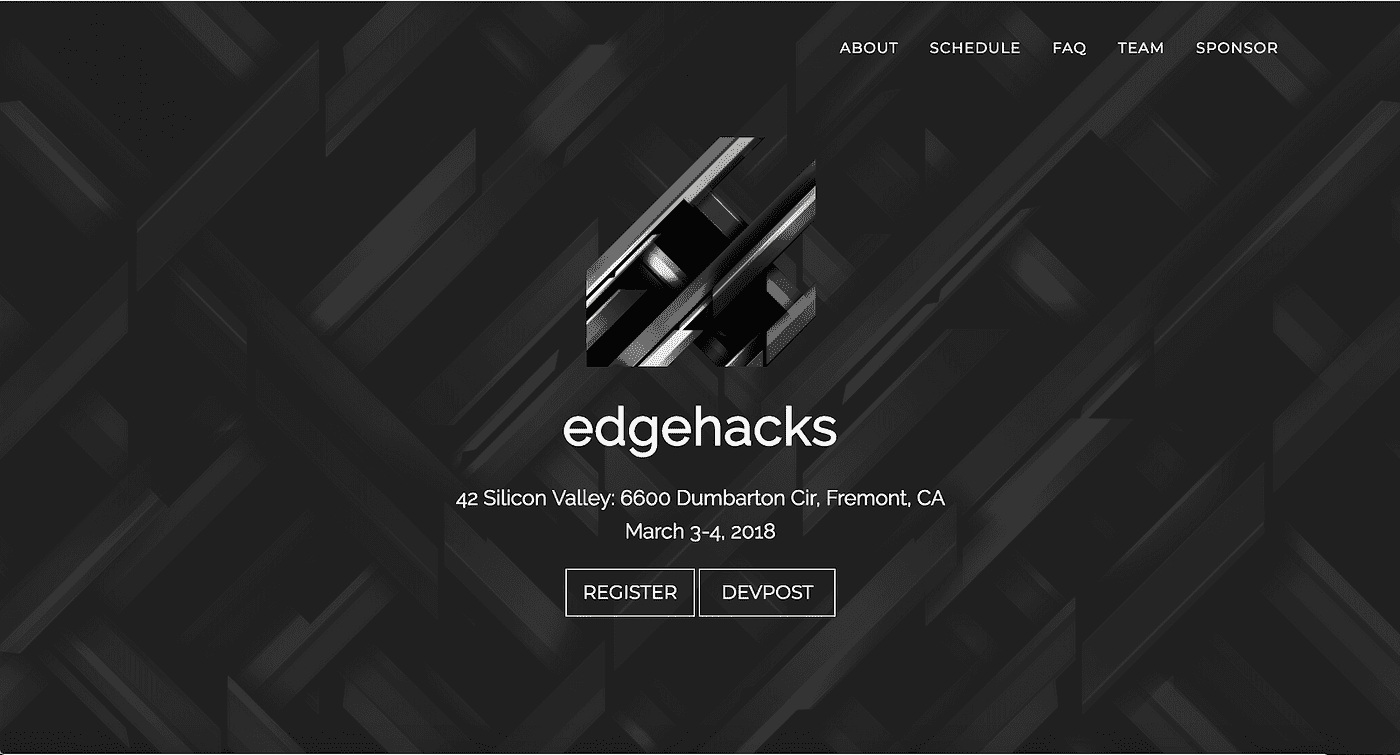 ABOUT SCHEDULE FAQ TEAM SPONSOR
edgehacks
42 Silicon Valley: 6600 Dumbarton Cir, Fremont, CA
March 3-4, 2018
REGISTER DEVPOST